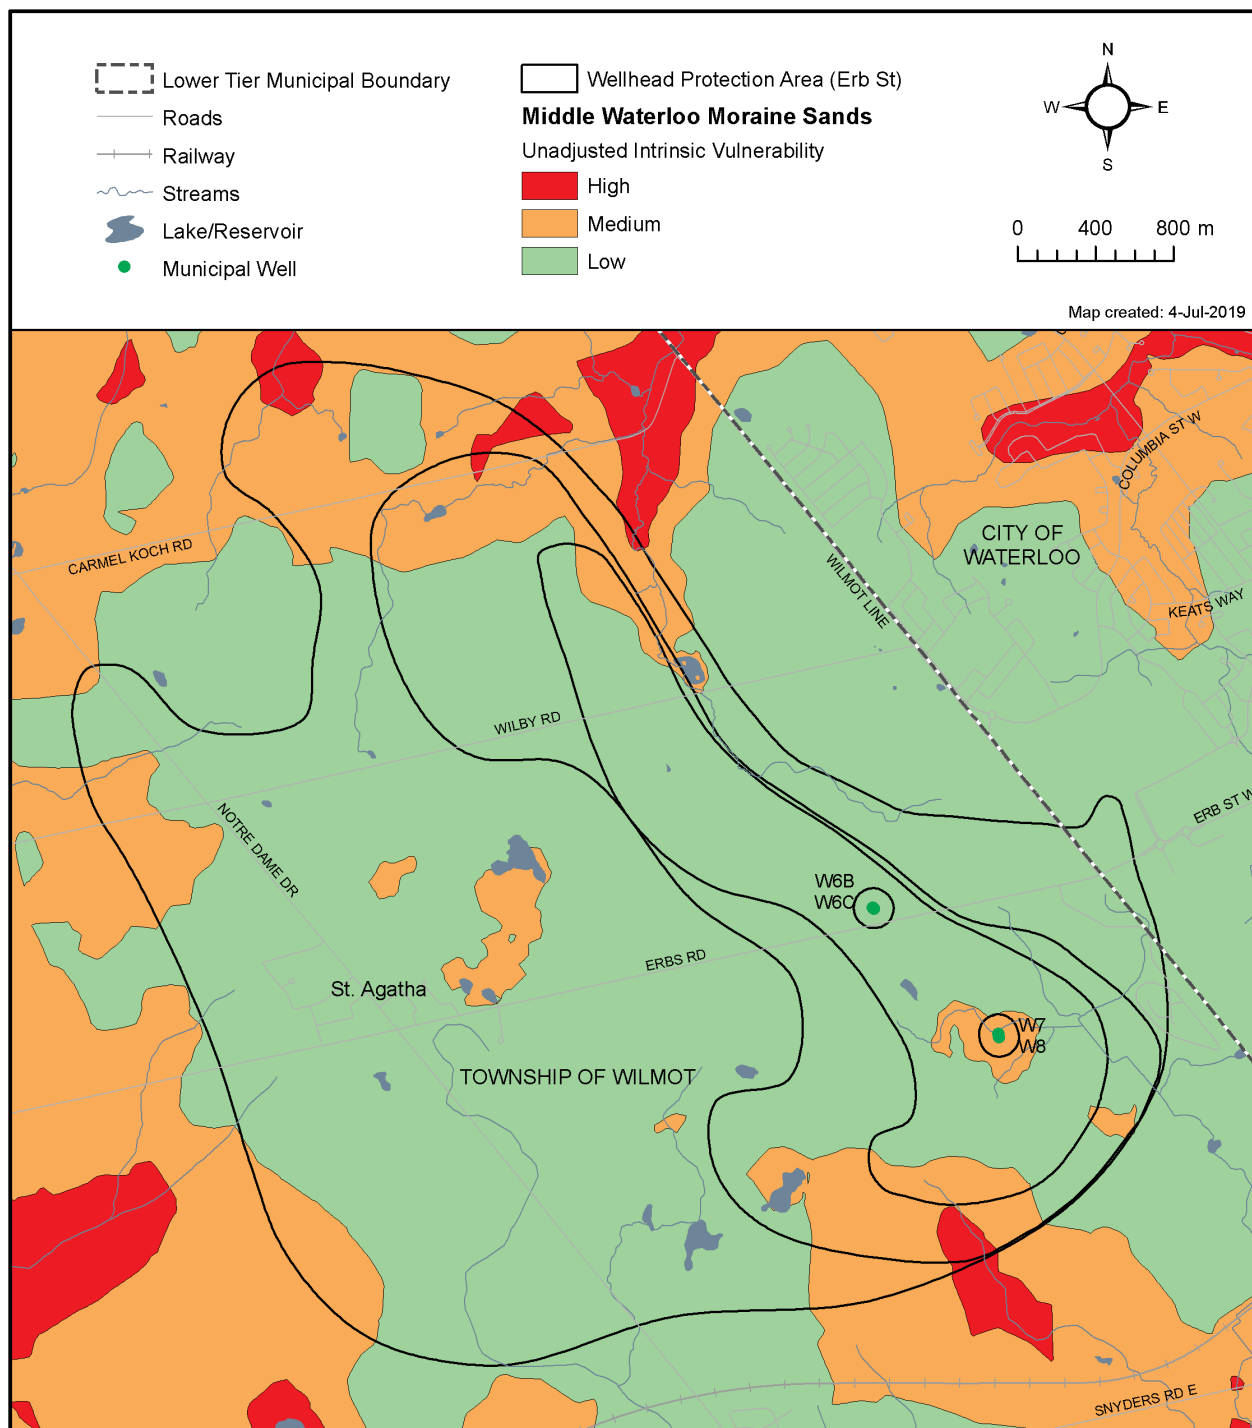 Lower Tier Municipal Boundary
Roads
Railway
Streams
Lake/Reservoir
Municipal Well
Wellhead Protection Area (Erb St)
Middle Waterloo Moraine Sands
Unadjusted Intrinsic Vulnerability
High
Medium
Low
N
W E
S
0 400 800 m
Map created: 4-Jul-2019
COLUMBIA ST W
CITY OF
WATERLOO
CARMEL KOCH RD
WILMOT LINE
KEATS WAY
WILBY RD
ERB ST W
NOTRE DAME DR
W6B
W6C
ERBS RD
St. Agatha
W7
W8
TOWNSHIP OF WILMOT
SNYDERS RD E